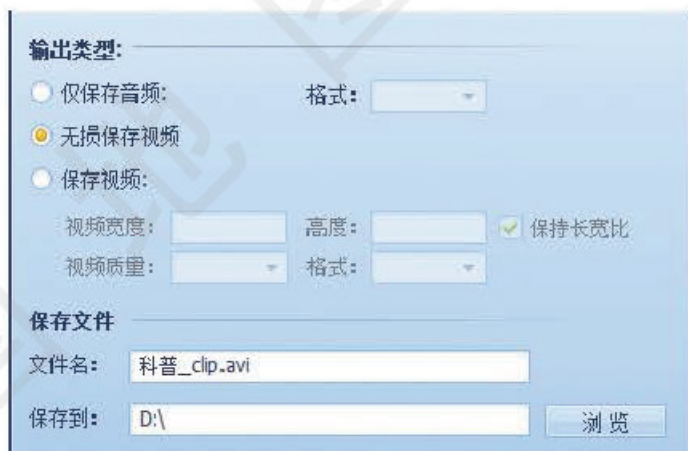 输出类型:
仅保存音频: 格式:
无损保存视频
保存视频:
视频宽度: 高度: 保持长宽比
视频质量: 格式:
保存文件
文件名: 科普_clip.avi
保存到: D:\ 浏览